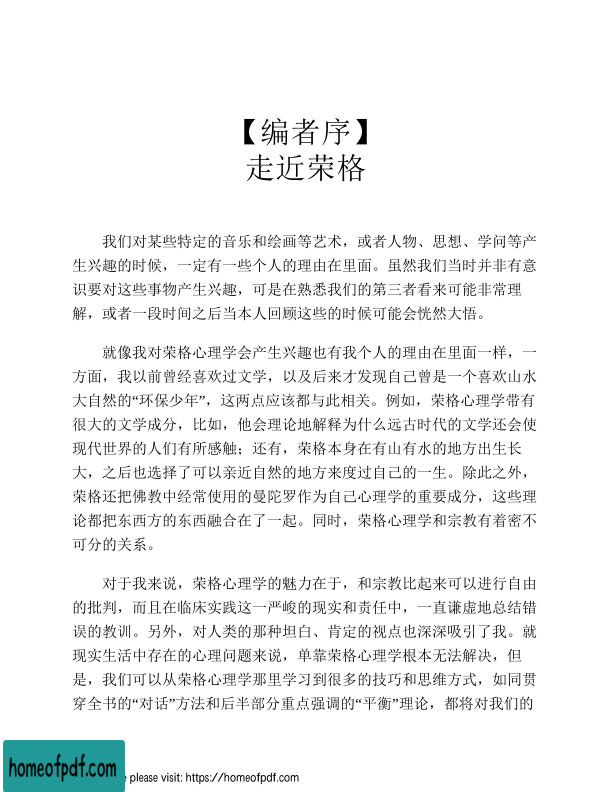 【编者序】
走近荣格
我们对某些特定的音乐和绘画等艺术，或者人物、思想、学问等产
生兴趣的时候，一定有一些个人的理由在里面。虽然我们当时并非有意
识要对这些事物产生兴趣，可是在熟悉我们的第三者看来可能非常理
解，或者一段时间之后当本人回顾这些的时候可能会恍然大悟。
就像我对荣格心理学会产生兴趣也有我个人的理由在里面一样，一
方面，我以前曾经喜欢过文学，以及后来才发现自己曾是一个喜欢山水
大自然的“环保少年”，这两点应该都与此相关。例如，荣格心理学带有
很大的文学成分，比如，他会理论地解释为什么远古时代的文学还会使
现代世界的人们有所感触；还有，荣格本身在有山有水的地方出生长
大，之后也选择了可以亲近自然的地方来度过自己的一生。除此之外，
荣格还把佛教中经常使用的曼陀罗作为自己心理学的重要成分，这些理
论都把东西方的东西融合在了一起。同时，荣格心理学和宗教有着密不
可分的关系。
对于我来说，荣格心理学的魅力在于，和宗教比起来可以进行自由
的批判，而且在临床实践这一严峻的现实和责任中，一直谦虚地总结错
误的教训。另外，对人类的那种坦白、肯定的视点也深深吸引了我。就
现实生活中存在的心理问题来说，单靠荣格心理学根本无法解决，但
是，我们可以从荣格心理学那里学习到很多的技巧和思维方式，如同贯
穿全书的“对话”方法和后半部分重点强调的“平衡”理论，都将对我们的
homeofpdf.com
please visit: https://homeofpdf.com